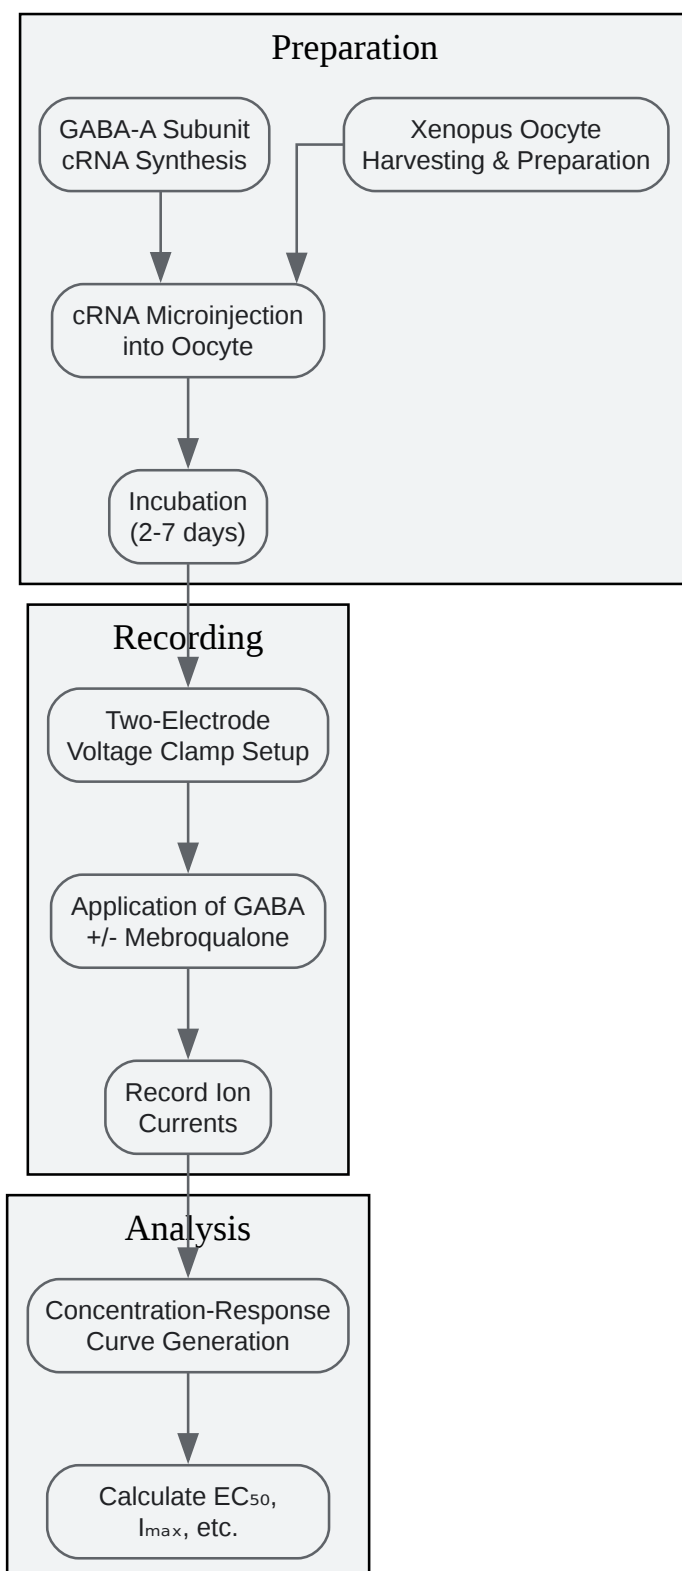 Preparation
GABA-A Subunit
cRNA Synthesis
Xenopus Oocyte
Harvesting & Preparation
cRNA Microinjection
into Oocyte
Incubation
(2-7 days)
Recording
Two-Electrode
Voltage Clamp Setup
Application of GABA
+/- Mebroqualone
Record Ion
Currents
Analysis
Concentration-Response
Curve Generation
Calculate EC₅₀,
Iₘₐₓ, etc.